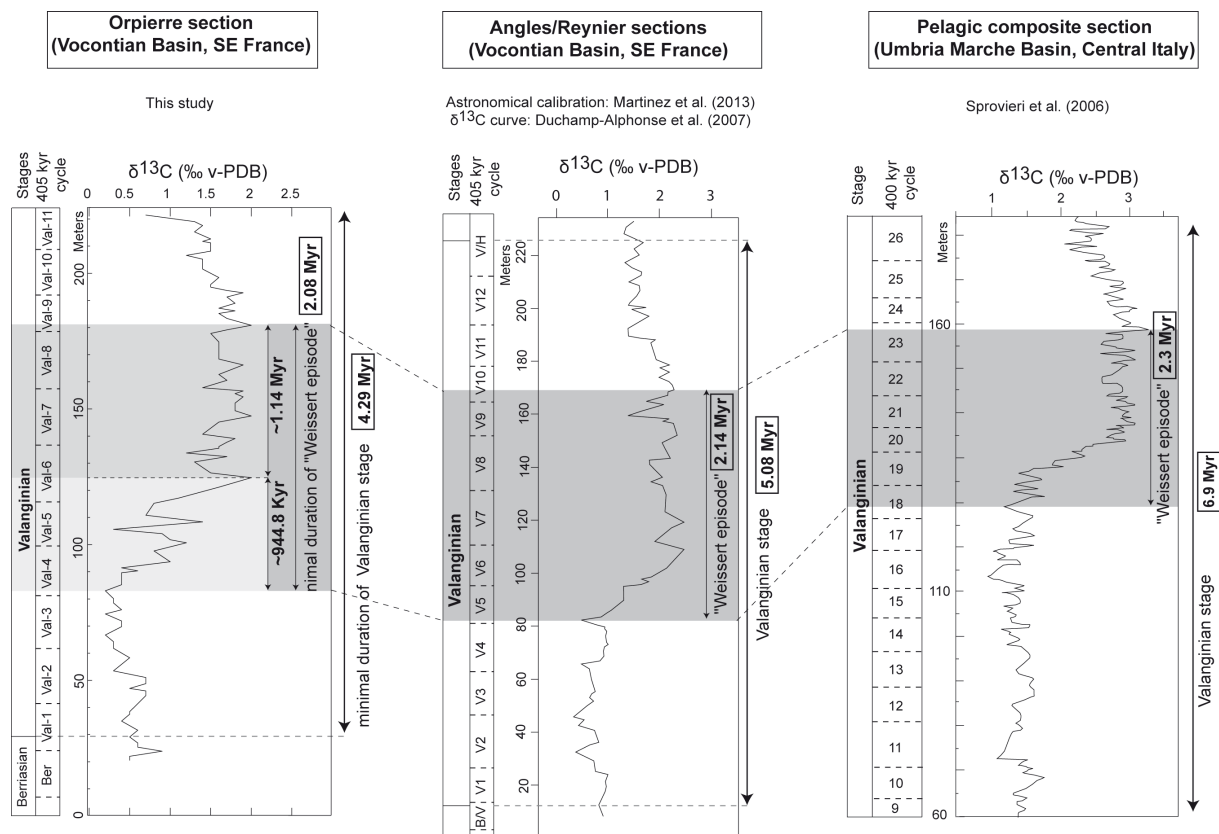 Orpierre section
(Vocontian Basin, SE France)
This study
Stages
405 kyr
cycle
δ13C (‰ v-PDB)
0 0.5 1.0 1.5 2.0 2.5
Meters
200
150
100
50
0
Val-11
Val-10
Val-9
Val-8
Val-7
Val-6
Val-5
Val-4
Val-3
Val-2
Val-1
Ber
Valanginian
Berriasian
2.08 Myr
~1.14 Myr
~944.8 Kyr
nimal duration of "Weissert episode"
4.29 Myr
minimal duration of Valanginian stage
Angles/Reynier sections
(Vocontian Basin, SE France)
Astronomical calibration: Martinez et al. (2013)
δ13C curve: Duchamp-Alphonse et al. (2007)
Stages
405 kyr
cycle
δ13C (‰ v-PDB)
0 1 2 3
Meters
220
200
180
160
140
120
100
80
60
40
20
V/H
V12
V11
V10
V9
V8
V7
V6
V5
V4
V3
V2
V1
B/V
Valanginian
2.14 Myr
"Weissert episode"
5.08 Myr
Valanginian stage
Pelagic composite section
(Umbria Marche Basin, Central Italy)
Sprovieri et al. (2006)
Stage
400 kyr
cycle
δ13C (‰ v-PDB)
1 2 3
Meters
160
110
60
26
25
24
23
22
21
20
19
18
17
16
15
14
13
12
11
10
9
Valanginian
2.3 Myr
"Weissert episode"
6.9 Myr
Valanginian stage